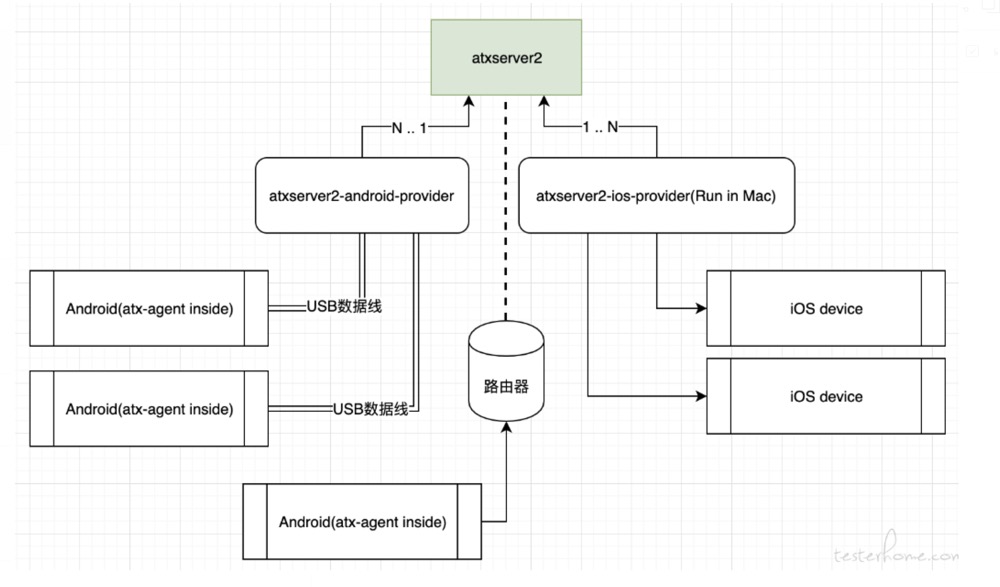 atxserver2
N .. 1
1 .. N
atxserver2-android-provider
atxserver2-ios-provider(Run in Mac)
Android(atx-agent inside)
USB数据线
iOS device
Android(atx-agent inside)
USB数据线
路由器
iOS device
Android(atx-agent inside)
testerhome.com